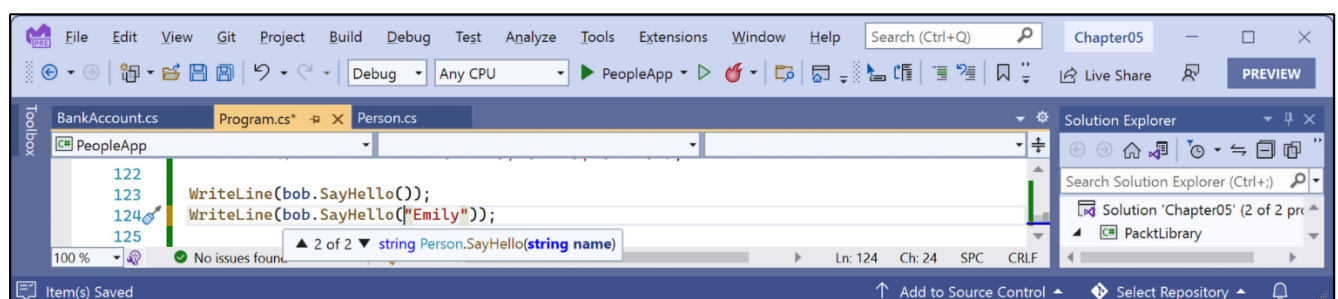 PRE File Edit View Git Project Build Debug Test Analyze Tools Extensions Window Help Search (Ctrl+Q) Chapter05
Debug Any CPU PeopleApp Live Share PREVIEW
Toolbox
BankAccount.cs Program.cs* Person.cs
Solution Explorer
C# PeopleApp
122
123 WriteLine(bob.SayHello());
124 WriteLine(bob.SayHello("Emily"));
125
▲ 2 of 2 ▼ string Person.SayHello(string name)
100 % No issues Ln: 124 Ch: 24 SPC CRLF
Search Solution Explorer (Ctrl+;)
Solution 'Chapter05' (2 of 2
C# PacktLibrary
Item(s) Saved Add to Source Control Select Repository